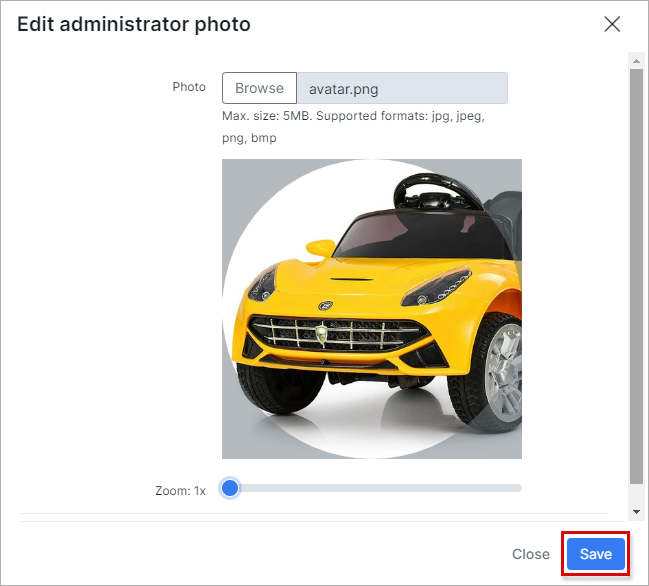 Edit administrator photo
Photo
Browse
avatar.png
Max. size: 5MB. Supported formats: jpg, jpeg,
png, bmp
Zoom: 1x
Close
Save